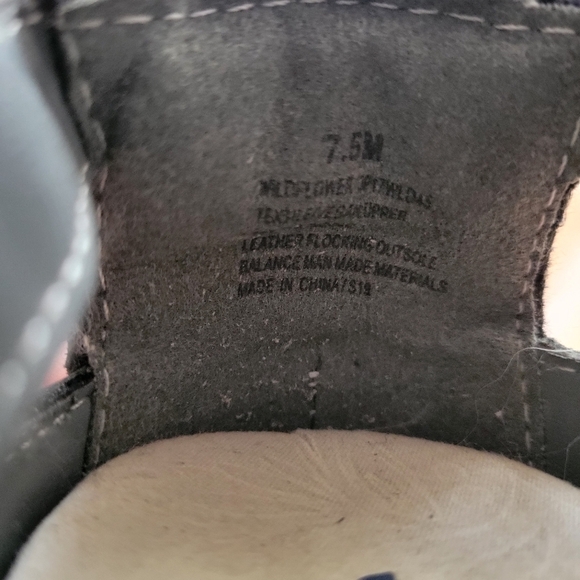 7.5M
WILDFLOWER
LEATHER FLOCKING OUTSOLE
BALANCE MAN MADE MATERIALS
MADE IN CHINA/S19